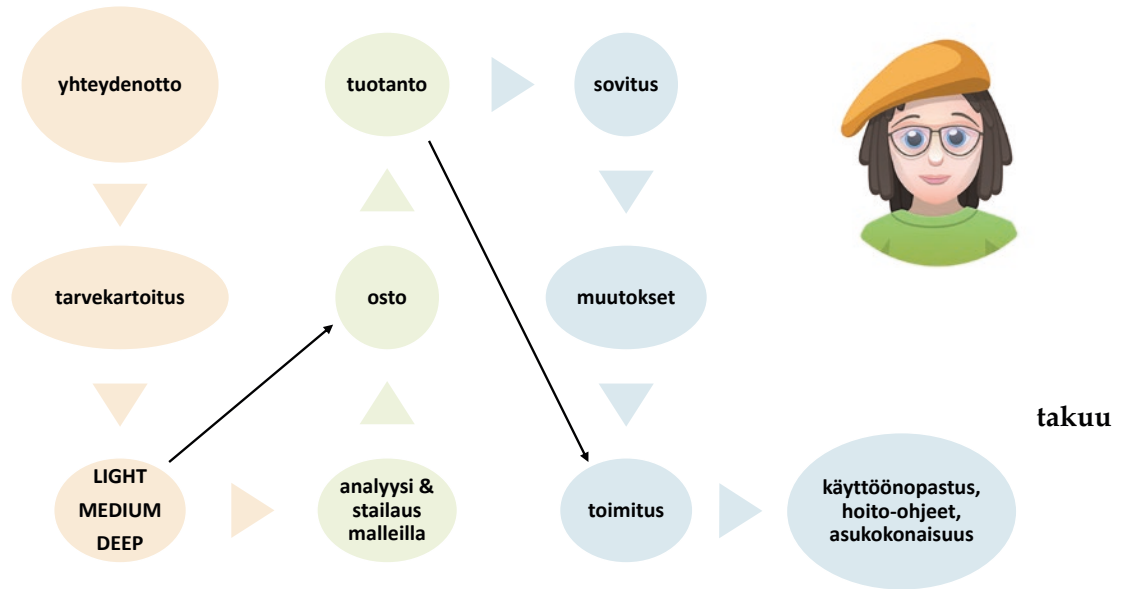 yhteydenotto
tarvekartoitus
LIGHT
MEDIUM
DEEP
analyysi &
stailaus
malleilla
osto
tuotanto
sovitus
muutokset
toimitus
käyttöönopastus,
hoito-ohjeet,
asukokonaisuus
takuu